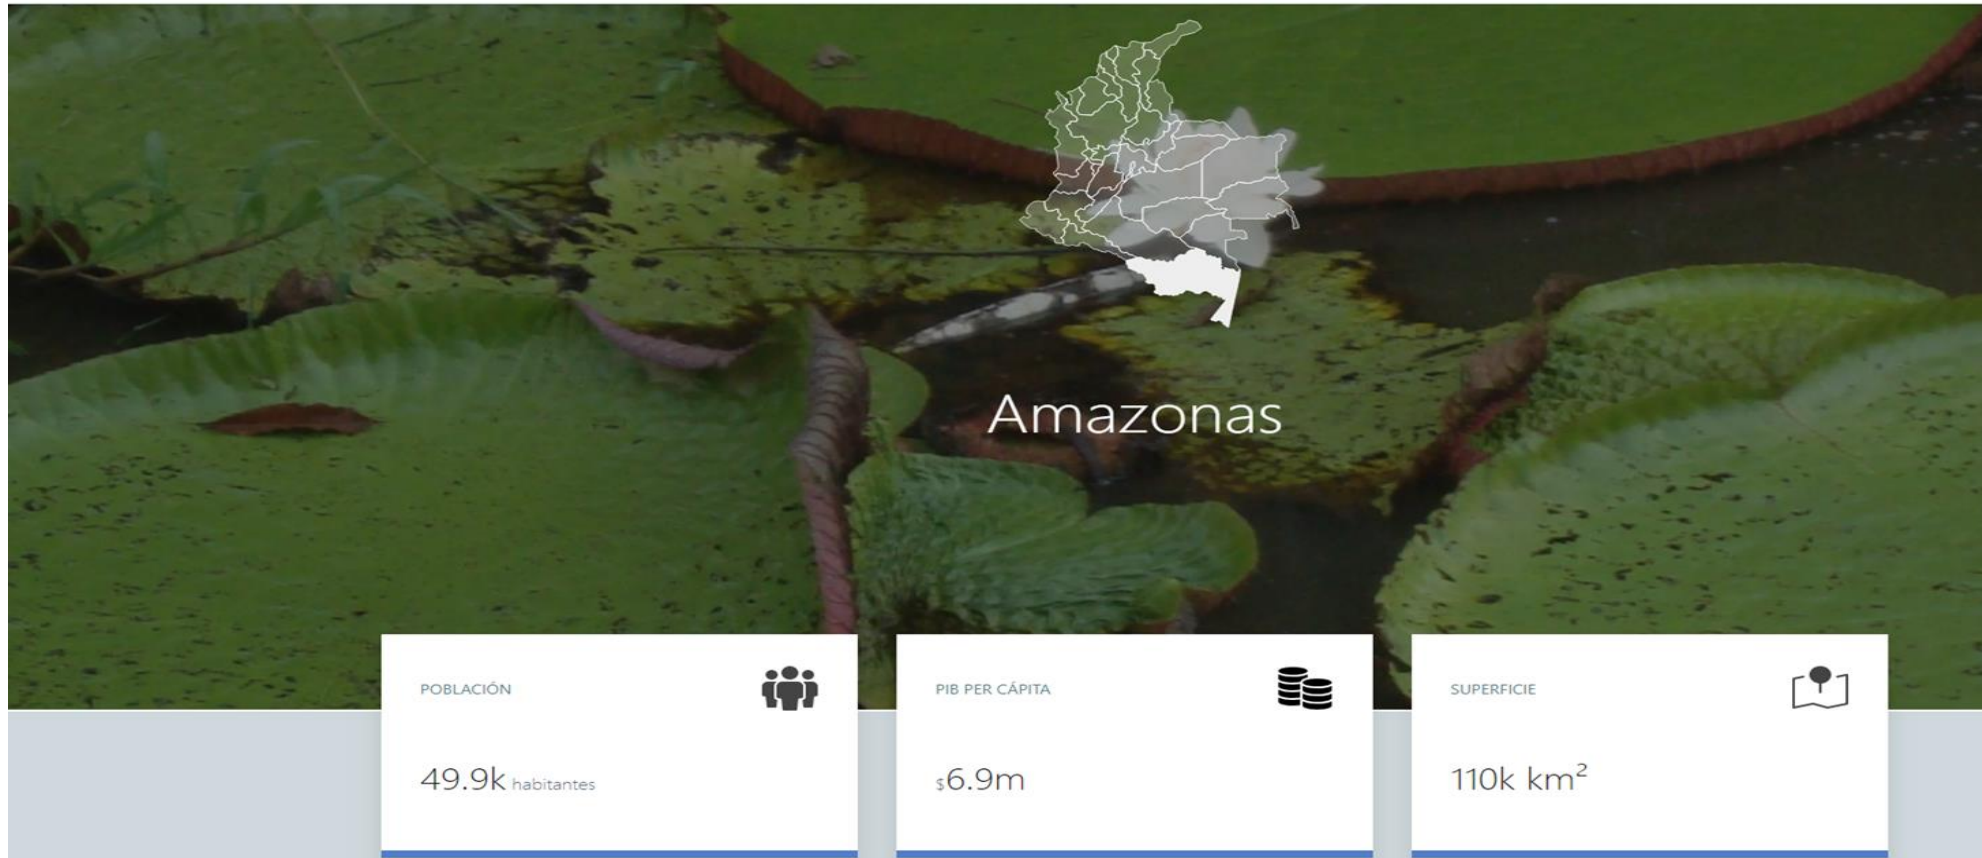 Amazonas
POBLACIÓN
49.9k habitantes
PIB PER CÁPITA
$6.9m
SUPERFICIE
110k km²